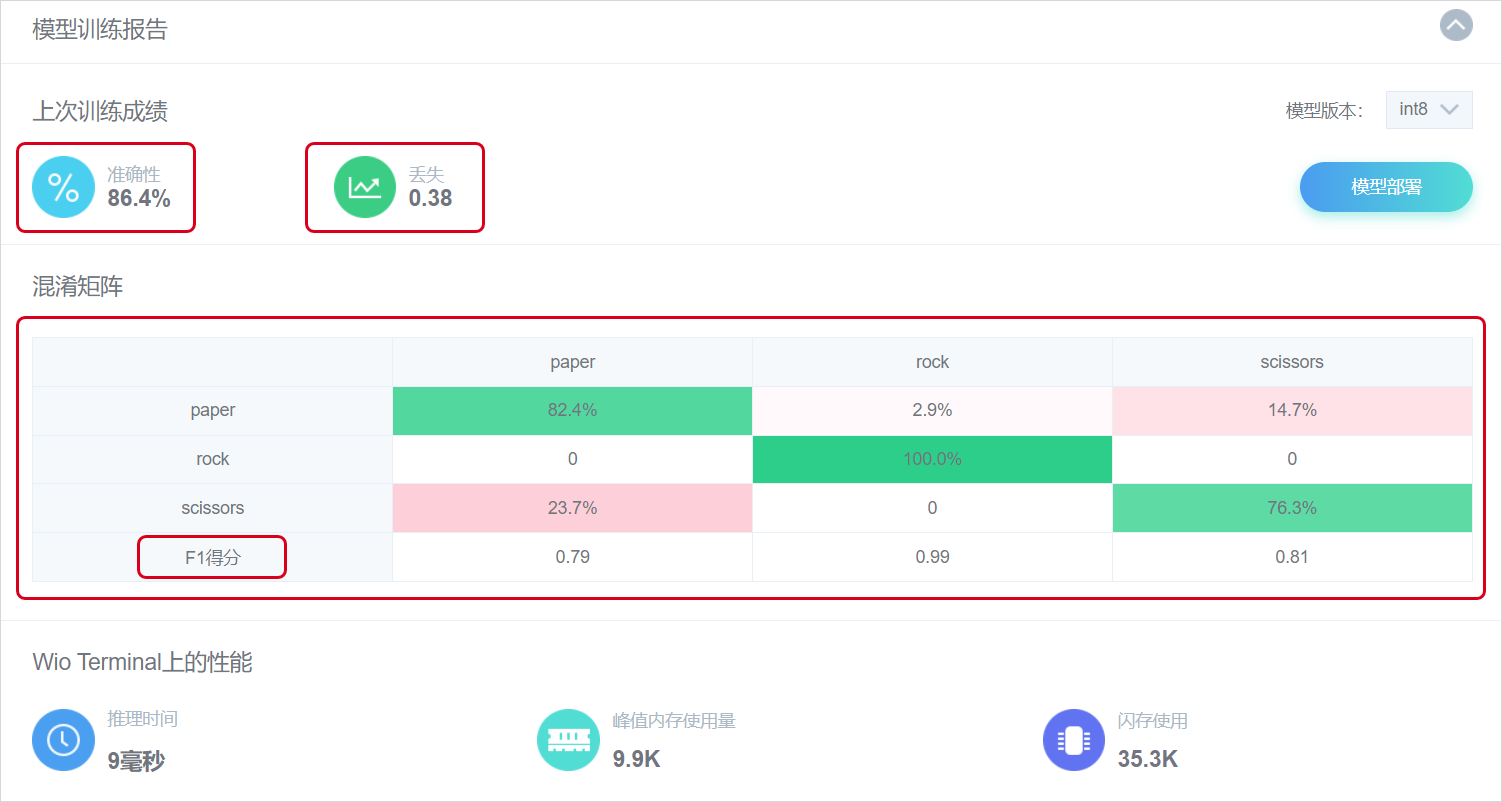 模型训练报告
上次训练成绩
模型版本：
int8
准确性
86.4%
丢失
0.38
模型部署
混淆矩阵
paper rock scissors
paper 82.4% 2.9% 14.7%
rock 0 100.0% 0
scissors 23.7% 0 76.3%
F1得分 0.79 0.99 0.81
Wio Terminal上的性能
推理时间
9毫秒
峰值内存使用量
9.9K
闪存使用
35.3K